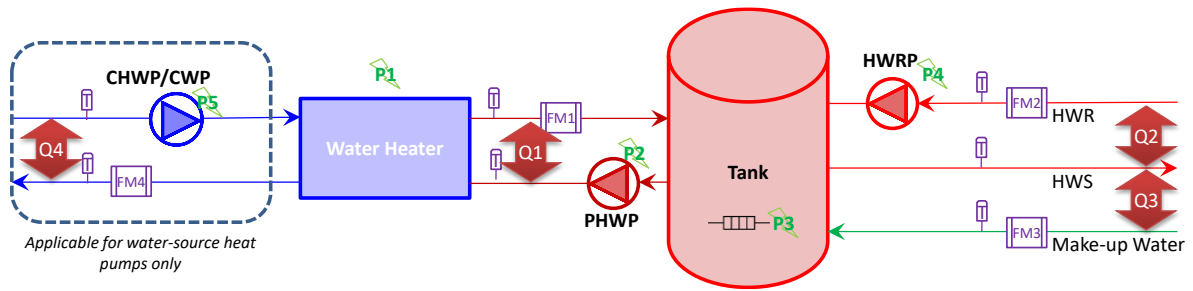 CHWP/CWP
P5
T
Q4
T
FM4
Applicable for water-source heat
pumps only
P1
Water Heater
T
FM1
Q1
T
P2
PHWP
Tank
P3
HWRP
P4
T
FM2
HWR
Q2
T
HWS
Q3
T
FM3
Make-up Water